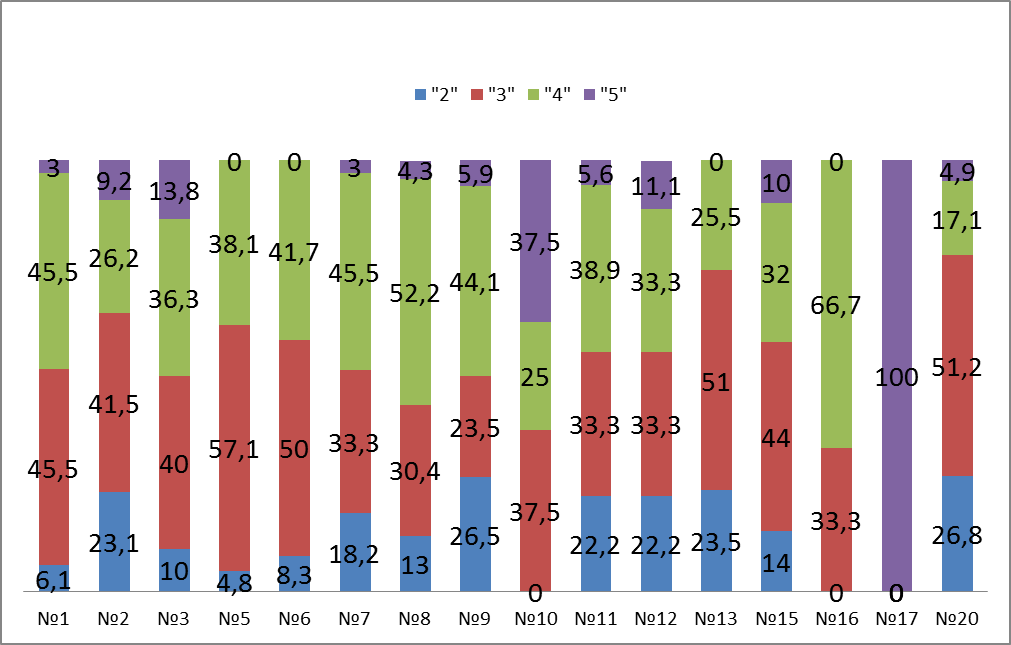 "2" "3" "4" "5"
3 9,2 13,8 0 0 3 4,3 5,9 37,5 5,6 11,1 0 10 0 100 4,9
45,5 26,2 36,3 38,1 41,7 45,5 52,2 44,1 25 38,9 33,3 25,5 32 66,7 17,1
45,5 41,5 40 57,1 50 33,3 30,4 23,5 37,5 33,3 33,3 51 44 33,3 51,2
6,1 23,1 10 4,8 8,3 18,2 13 26,5 0 22,2 22,2 23,5 14 0 0 26,8
№1 №2 №3 №5 №6 №7 №8 №9 №10 №11 №12 №13 №15 №16 №17 №20